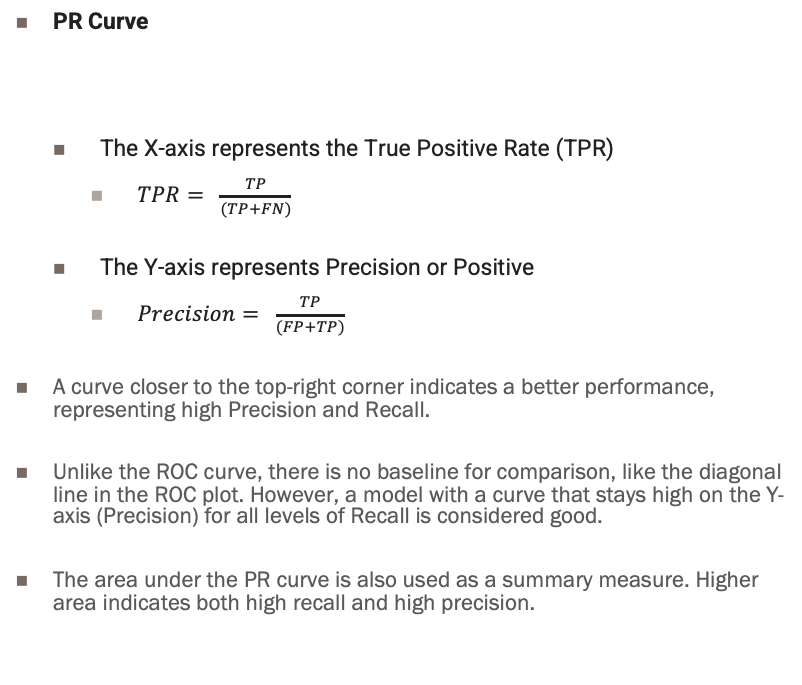 PR Curve
The X-axis represents the True Positive Rate (TPR)
TPR = TP / (TP+FN)
The Y-axis represents Precision or Positive
Precision = TP / (FP+TP)
A curve closer to the top-right corner indicates a better performance,
representing high Precision and Recall.
Unlike the ROC curve, there is no baseline for comparison, like the diagonal
line in the ROC plot. However, a model with a curve that stays high on the Y-
axis (Precision) for all levels of Recall is considered good.
The area under the PR curve is also used as a summary measure. Higher
area indicates both high recall and high precision.